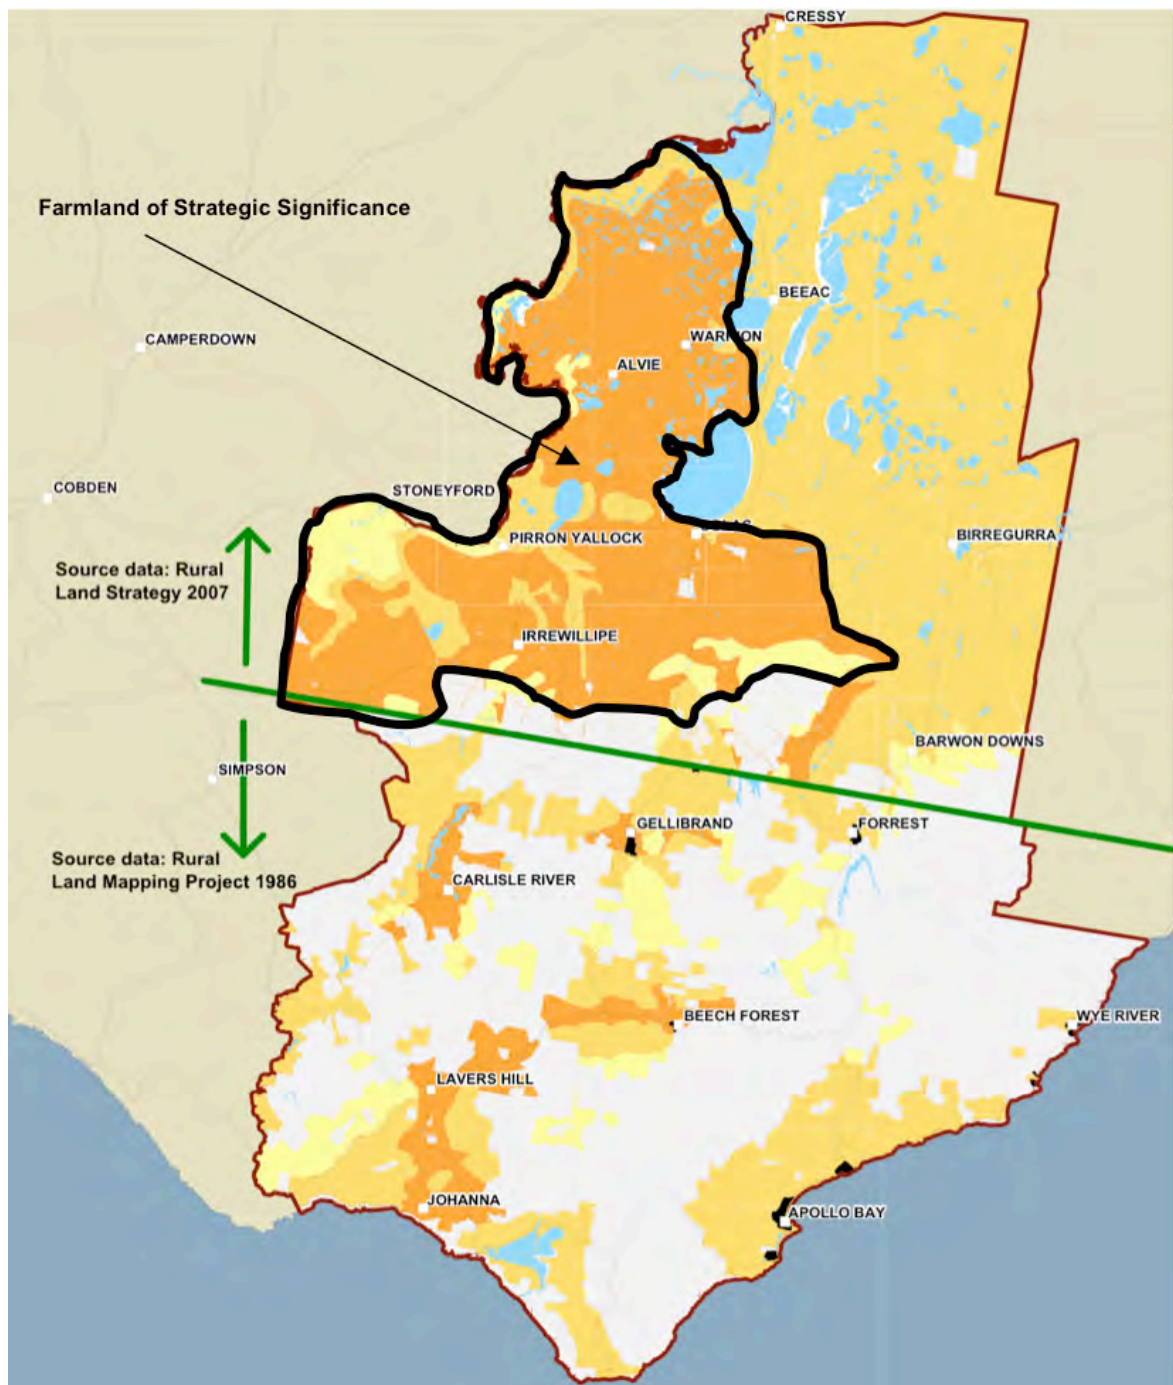 CRESSY
Farmland of Strategic Significance
BEEAC
CAMPERDOWN
WARRION
ALVIE
COBDEN
STONEYFORD
BIRREGURRA
PIRRON YALLOCK
Source data: Rural
Land Strategy 2007
IRREWILLIPE
BARWON DOWNS
SIMPSON
GELLIBRAND
FORREST
Source data: Rural
Land Mapping Project 1986
CARLISLE RIVER
BEECH FOREST
WYE RIVER
LAVERS HILL
JOHANNA
APOLLO BAY